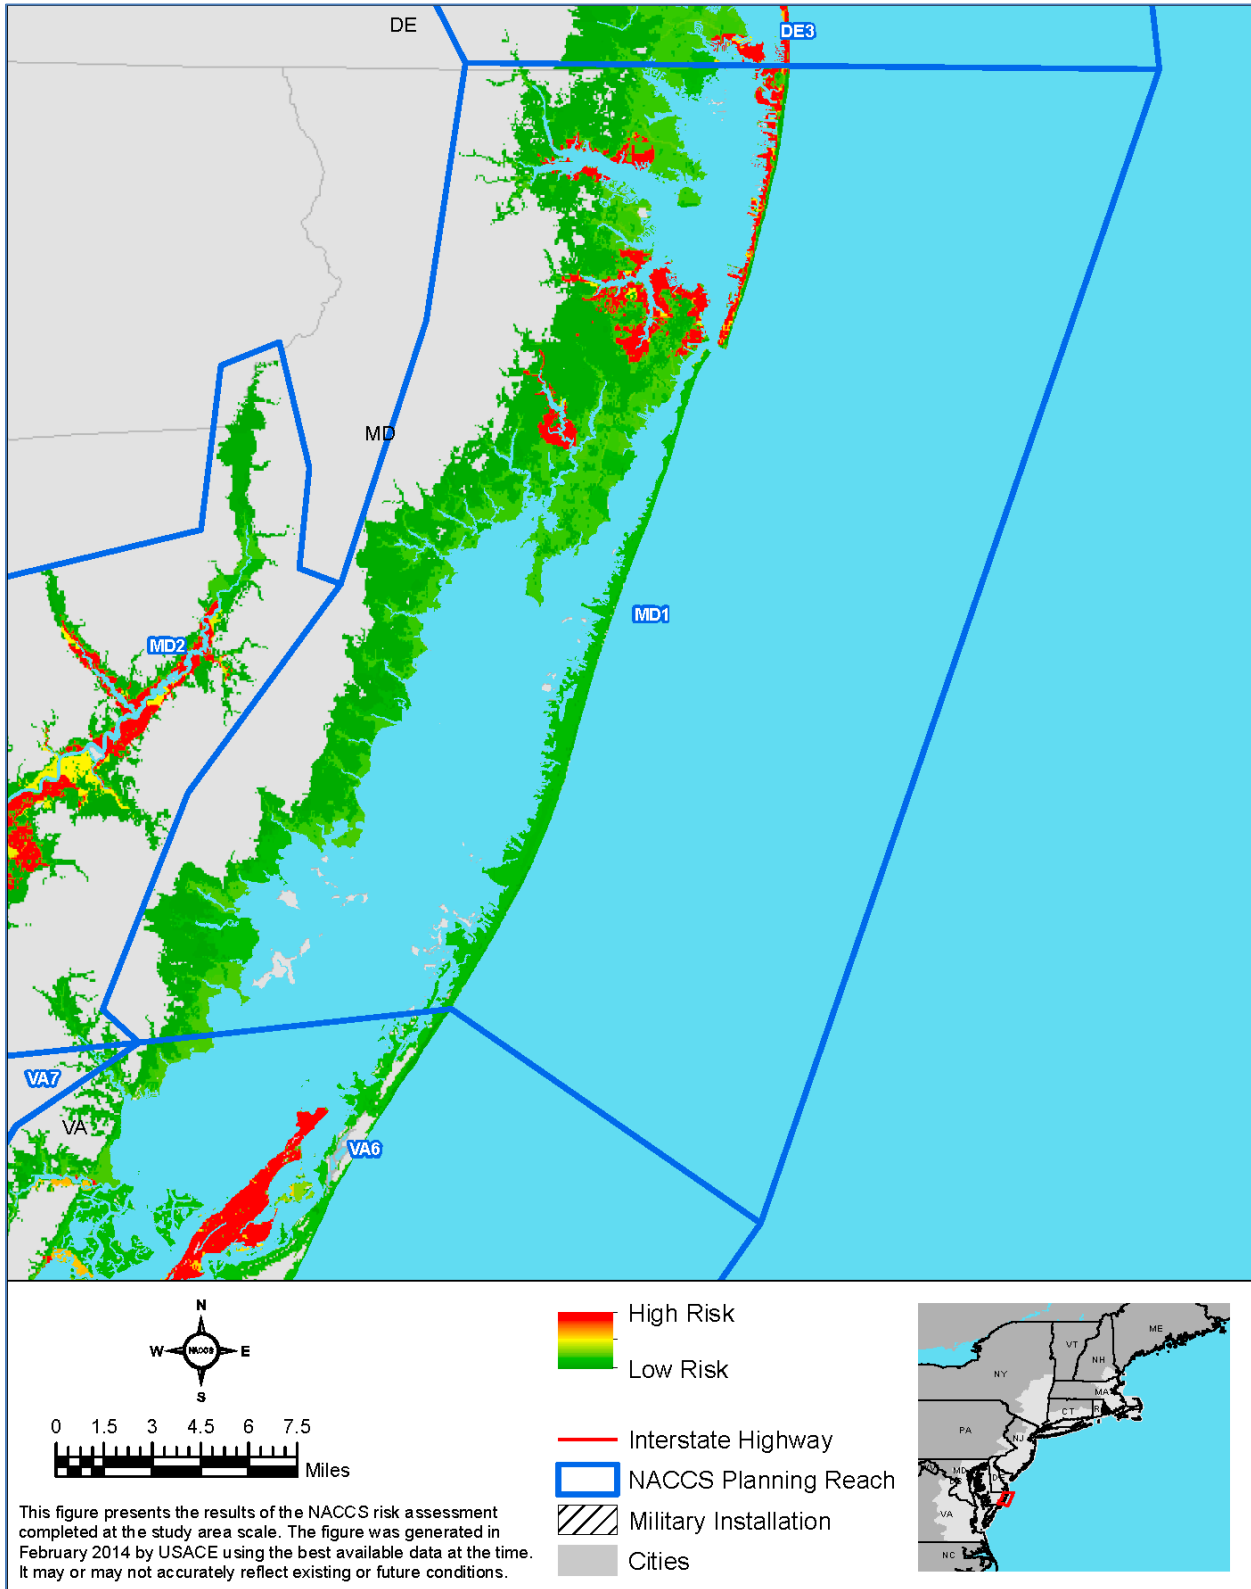 DE
DE3
MD
MD1
MD2
VA7
VA
VA6
N
W NACCS E
S
0 1.5 3 4.5 6 7.5
Miles
High Risk
Low Risk
Interstate Highway
NACCS Planning Reach
Military Installation
Cities
This figure presents the results of the NACCS risk assessment
completed at the study area scale. The figure was generated in
February 2014 by USACE using the best available data at the time.
It may or may not accurately reflect existing or future conditions.
ME
VT
NH
NY
MA
CT
R
PA
NJ
MD
DE
VA
NC